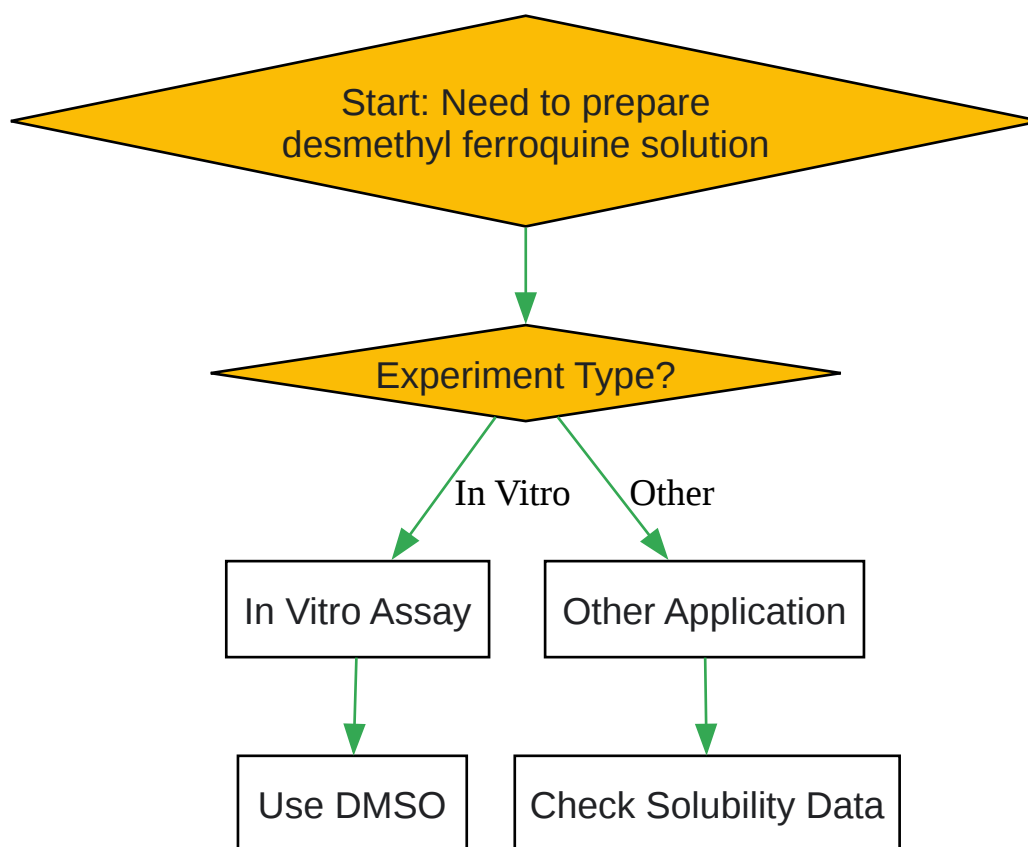 Start: Need to prepare
desmethyl ferroquine solution
Experiment Type?
In Vitro
Other
In Vitro Assay
Other Application
Use DMSO
Check Solubility Data